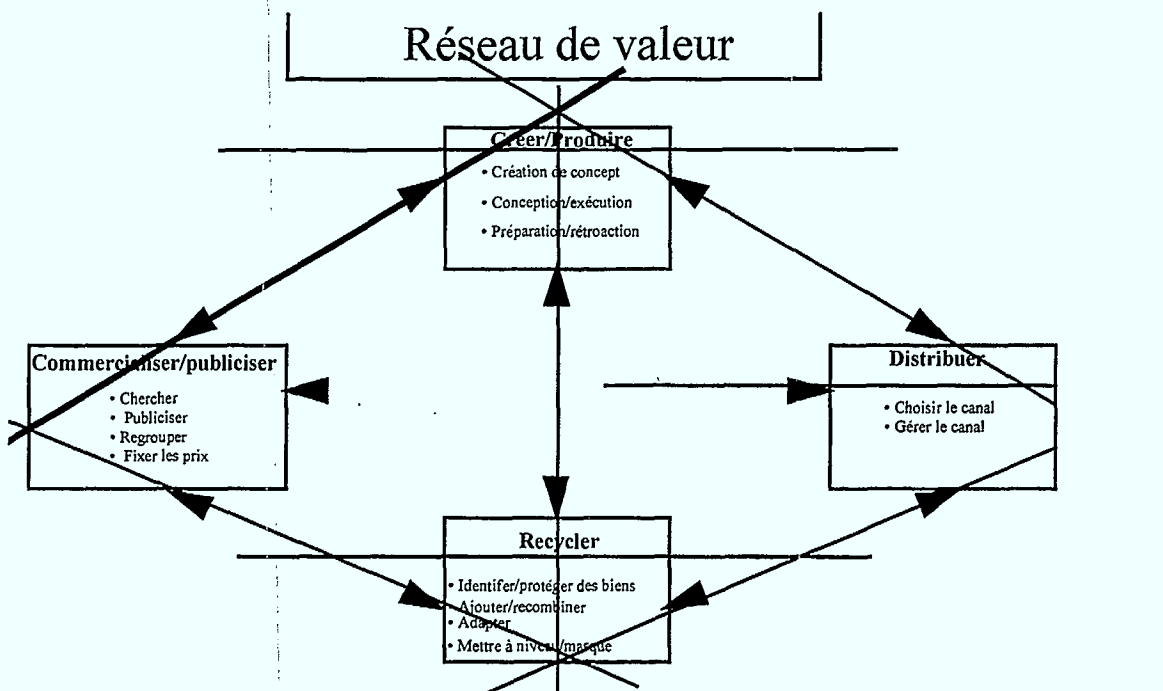 Réseau de valeur
Créer/Produire
• Création de concept
• Conception/exécution
• Préparation/rétroaction
Commercialiser/publiciser
• Chercher
• Publiciser
• Regrouper
• Fixer les prix
Distribuer
• Choisir le canal
• Gérer le canal
Recycler
• Identifer/protéger des biens
• Ajouter/recombiner
• Adapter
• Mettre à niveau/masque